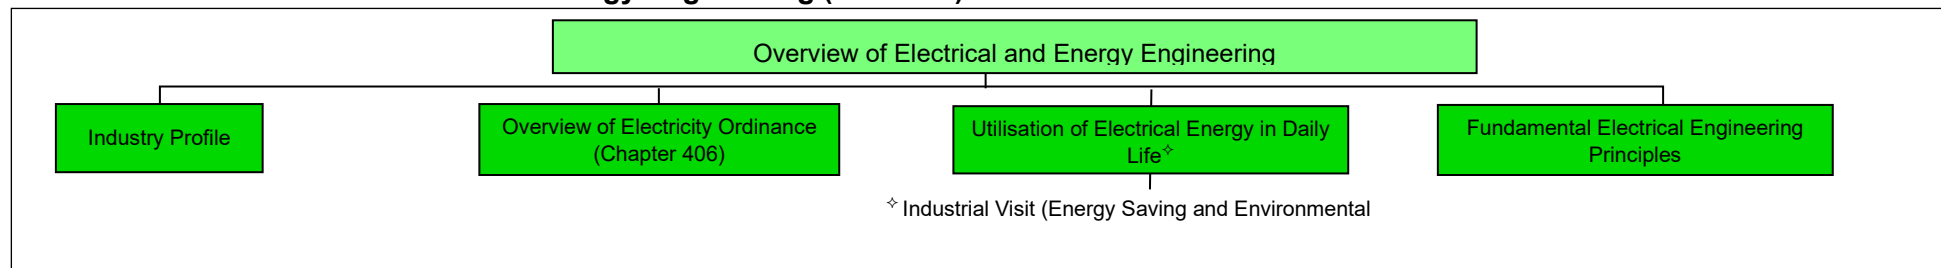 Overview of Electrical and Energy Engineering
Industry Profile
Overview of Electricity Ordinance
(Chapter 406)
Utilisation of Electrical Energy in Daily
Life✧
Fundamental Electrical Engineering
Principles
✧ Industrial Visit (Energy Saving and Environmental